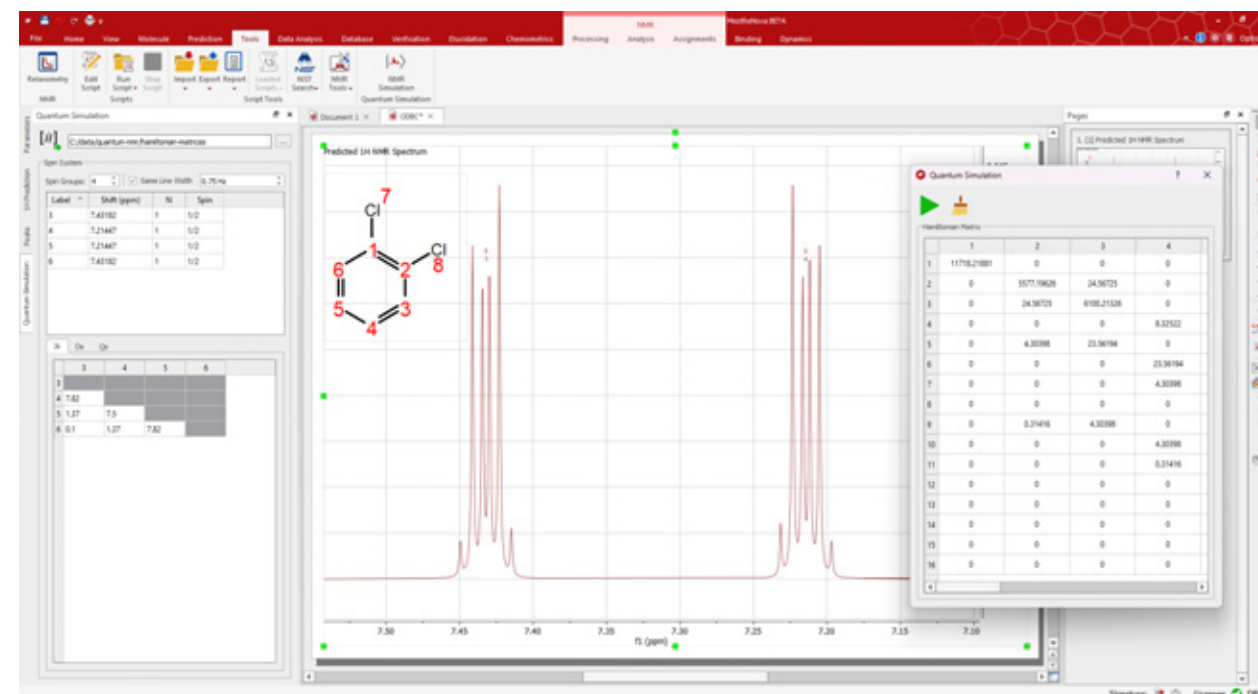 MestReNova BETA
NMR
File Home View Molecule Prediction Tools Data Analysis Database Verification Elucidation Chemometrics Processing Analysis Assignments Binding Dynamics
Relaxometry Edit Script Run Script Stop Script Import Export Report Loaded Scripts NIST Search NMR Tools NMR Simulation
NMR Scripts Script Tools Quantum Simulation
Quantum Simulation
Document 1 ODBC*
Pages
C:/data/quantum-nmr/hamiltonian-matrices ...
Spin System
Spin Groups: 4 Same Line Width 0.75 Hz
Label Shift (ppm) N Spin
3 7.43182 1 1/2
4 7.21447 1 1/2
5 7.21447 1 1/2
6 7.43182 1 1/2
Js Ds Qs
3 4 5 6
3
4 7.82
5 1.37 7.5
6 0.1 1.37 7.82
Parameters
Peaks
Quantum Simulation
Predicted 1H NMR Spectrum
7
Cl
1
Cl
8
2
6
5
3
4
7.50 7.45 7.40 7.35 7.30 7.25 7.20 7.15 7.10
f1 (ppm)
1. (1) Predicted 1H NMR Spectrum
Quantum Simulation ? ×
Hamiltonian Matrix
1 2 3 4
1 11718.21881 0 0 0
2 0 5577.19626 24.56725 0
3 0 24.56725 6100.21326 0
4 0 0 0 8.32522
5 0 4.30398 23.56194 0
6 0 0 0 23.56194
7 0 0 0 4.30398
8 0 0 0 0
9 0 0.31416 4.30398 0
10 0 0 0 4.30398
11 0 0 0 0.31416
12 0 0 0 0
13 0 0 0 0
14 0 0 0 0
15 0 0 0 0
16 0 0 0 0